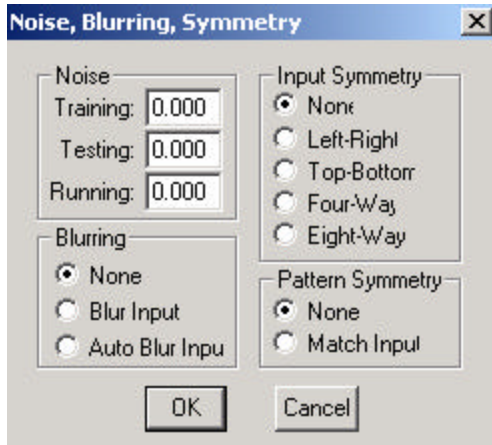 Noise, Blurring, Symmetry
Noise
Training: 0.000
Testing: 0.000
Running: 0.000
Blurring
None
Blur Input
Auto Blur Inpu
Input Symmetry
None
Left-Right
Top-Bottom
Four-Way
Eight-Way
Pattern Symmetry
None
Match Input
OK
Cancel